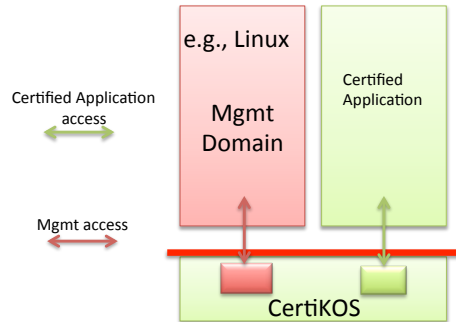 e.g., Linux
Mgmt
Domain
Certified
Application
Certified Application
access
Mgmt access
CertiKOS